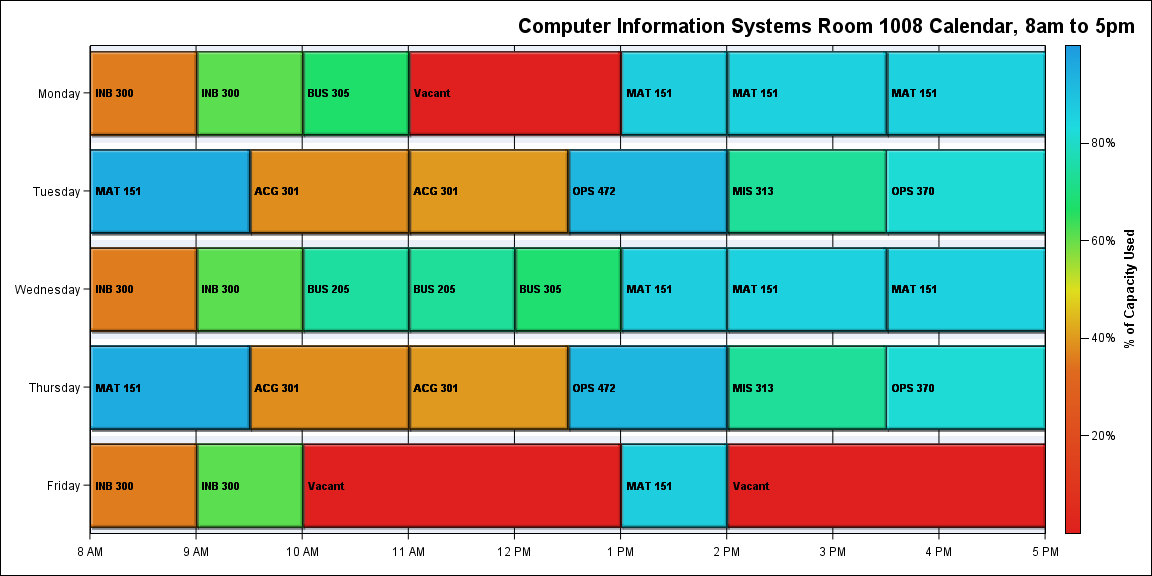 Computer Information Systems Room 1008 Calendar, 8am to 5pm
Monday
INB 300
INB 300
BUS 305
Vacant
MAT 151
MAT 151
MAT 151
Tuesday
MAT 151
ACG 301
ACG 301
OPS 472
MIS 313
OPS 370
Wednesday
INB 300
INB 300
BUS 205
BUS 205
BUS 305
MAT 151
MAT 151
MAT 151
Thursday
MAT 151
ACG 301
ACG 301
OPS 472
MIS 313
OPS 370
Friday
INB 300
INB 300
Vacant
MAT 151
Vacant
8 AM
9 AM
10 AM
11 AM
12 PM
1 PM
2 PM
3 PM
4 PM
5 PM
80%
60%
40%
20%
% of Capacity Used